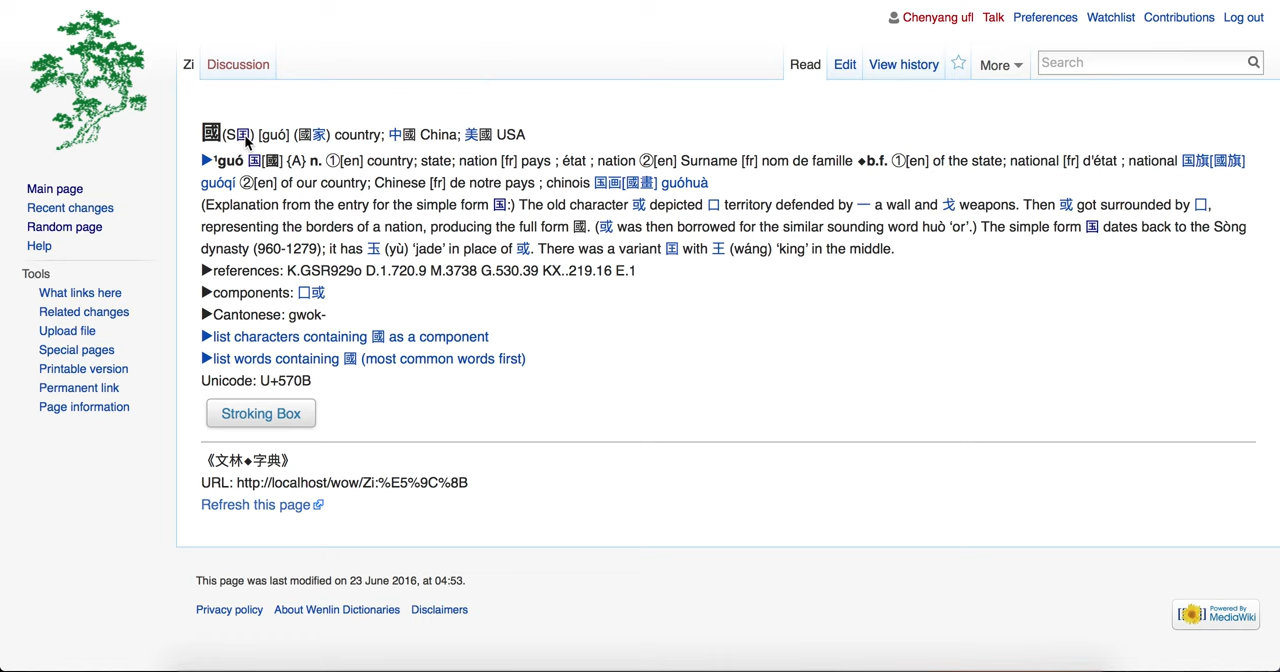 Chenyang ufl Talk Preferences Watchlist Contributions Log out
Zi Discussion Read Edit View history More Search
國(S国) [guó] (國家) country; 中國 China; 美國 USA
▶¹guó 国[國] {A} n. ①[en] country; state; nation [fr] pays ; état ; nation ②[en] Surname [fr] nom de famille ◆b.f. ①[en] of the state; national [fr] d'état ; national 国旗[國旗]
guóqí ②[en] of our country; Chinese [fr] de notre pays ; chinois 国画[國畫] guóhuà
(Explanation from the entry for the simple form 国:) The old character 或 depicted 口 territory defended by 一 a wall and 戈 weapons. Then 或 got surrounded by 囗,
representing the borders of a nation, producing the full form 國. (或 was then borrowed for the similar sounding word huò ‘or’.) The simple form 国 dates back to the Sòng
dynasty (960-1279); it has 玉 (yù) ‘jade’ in place of 或. There was a variant 囯 with 王 (wáng) ‘king’ in the middle.
▶references: K.GSR929o D.1.720.9 M.3738 G.530.39 KX..219.16 E.1
▶components: 囗或
▶Cantonese: gwok-
▶list characters containing 國 as a component
▶list words containing 國 (most common words first)
Unicode: U+570B
Stroking Box
《文林◆字典》
URL: http://localhost/wow/Zi:%E5%9C%8B
Refresh this page
Main page
Recent changes
Random page
Help
Tools
What links here
Related changes
Upload file
Special pages
Printable version
Permanent link
Page information
This page was last modified on 23 June 2016, at 04:53.
Privacy policy About Wenlin Dictionaries Disclaimers
Powered By
MediaWiki